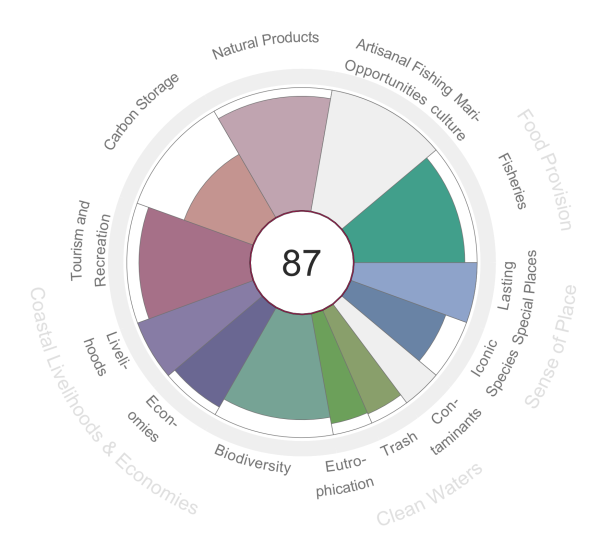 Natural Products
Artisanal Fishing
Opportunities
Mari-
culture
Fisheries
Food Provision
Lasting
Special Places
Iconic
Species
Sense of Place
Con-
taminants
Trash
Eutro-
phication
Clean Waters
Biodiversity
Econ-
omies
Liveli-
hoods
Coastal Livelihoods & Economies
Tourism and
Recreation
Carbon Storage
87